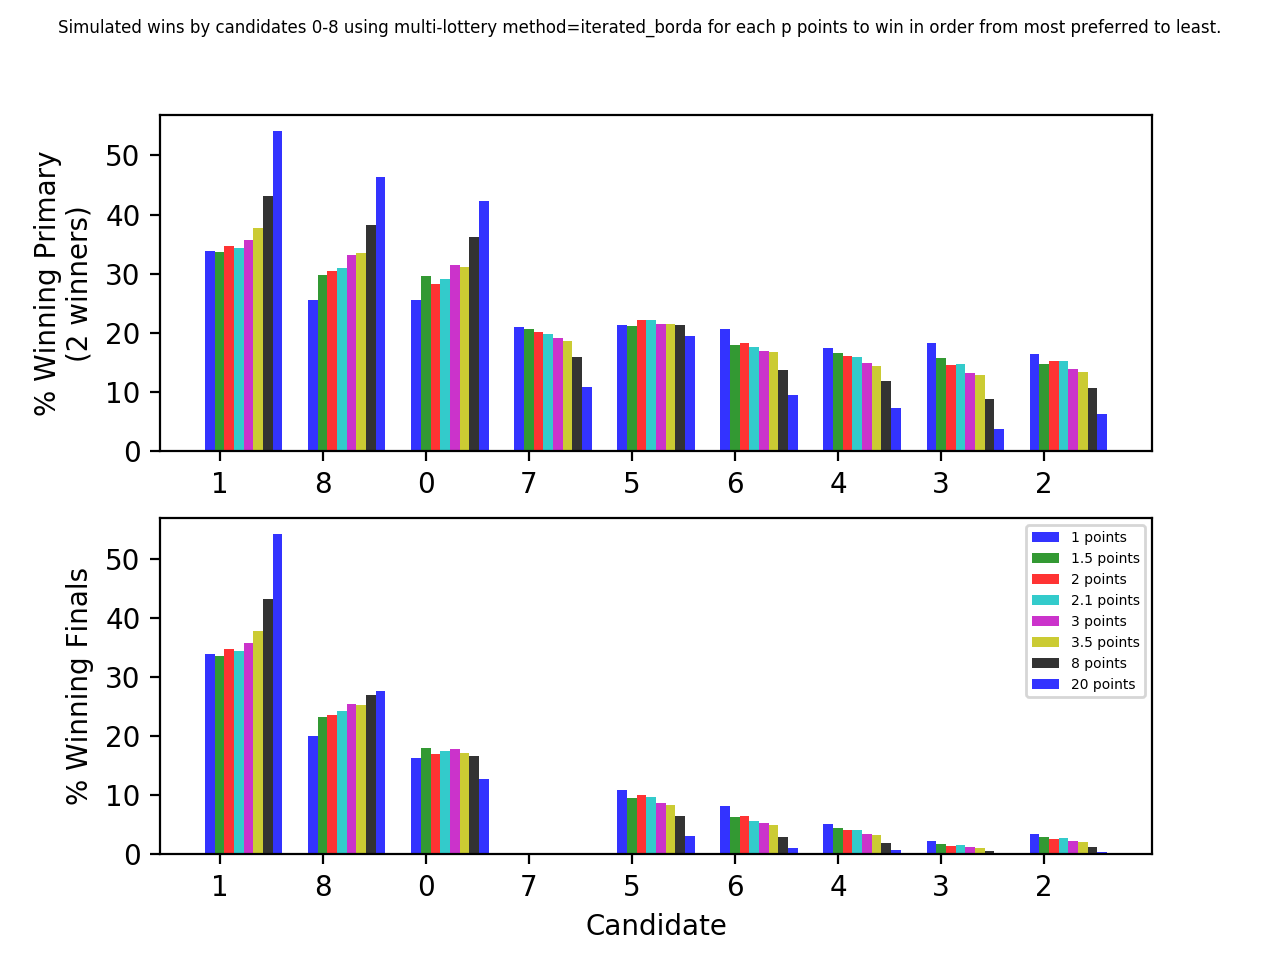 Simulated wins by candidates 0-8 using multi-lottery method=iterated_borda for each p points to win in order from most preferred to least.
% Winning Primary
(2 winners)
50
40
30
20
10
0
1 8 0 7 5 6 4 3 2
% Winning Finals
50
40
30
20
10
0
1 points
1.5 points
2 points
2.1 points
3 points
3.5 points
8 points
20 points
1 8 0 7 5 6 4 3 2
Candidate